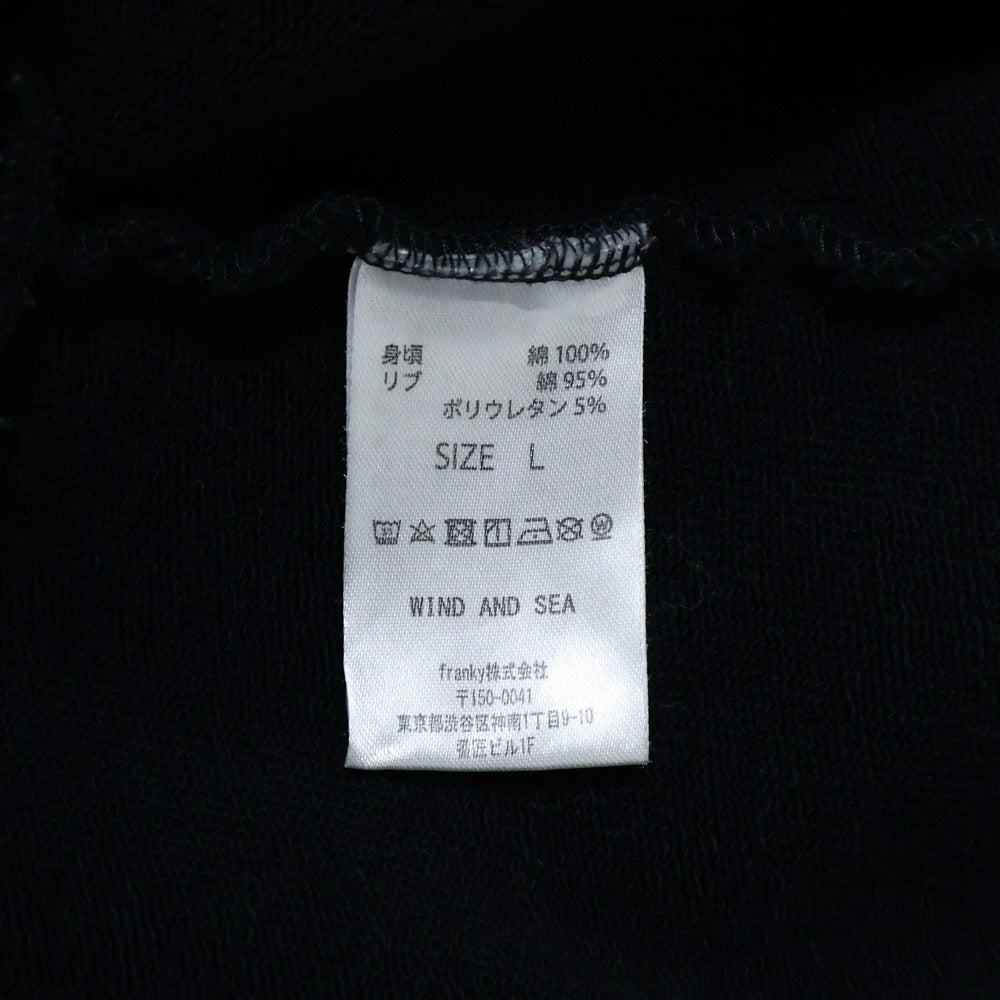 身頃 綿 100%
リブ 綿 95%
ポリウレタン 5%
SIZE L
WIND AND SEA
franky株式会社
〒150-0041
東京都渋谷区神南1丁目9-10
ビル1F